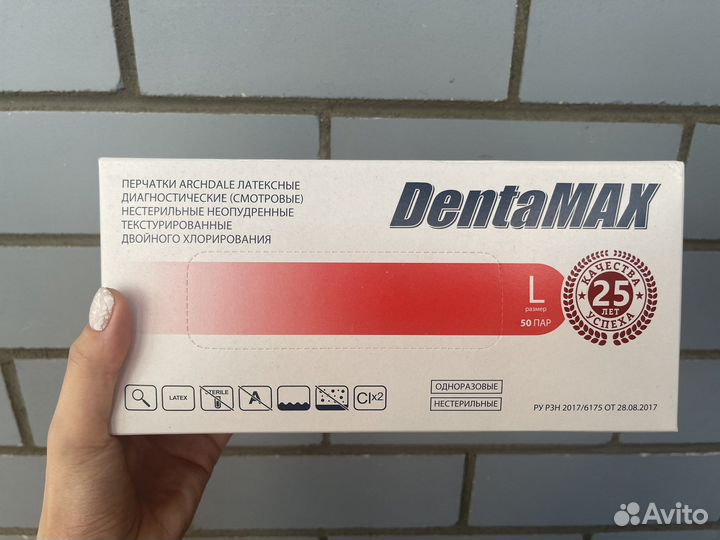 ПЕРЧАТКИ ARCHDALE ЛАТЕКСНЫЕ
ДИАГНОСТИЧЕСКИЕ (СМОТРОВЫЕ)
НЕСТЕРИЛЬНЫЕ НЕОПУДРЕННЫЕ
ТЕКСТУРИРОВАННЫЕ
ДВОЙНОГО ХЛОРИРОВАНИЯ
DentaMAX
L
размер
50 ПАР
КАЧЕСТВА
25
ЛЕТ
УСПЕХА
LATEX
STERILE
A
Cl x2
ОДНОРАЗОВЫЕ
НЕСТЕРИЛЬНЫЕ
РУ РЗН 2017/6175 ОТ 28.08.2017
Avito